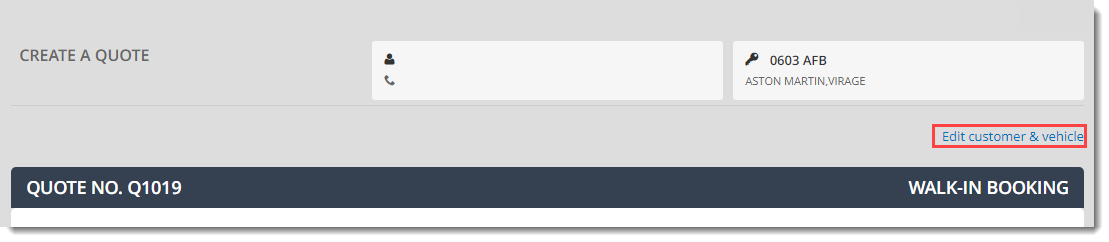 CREATE A QUOTE
0603 AFB
ASTON MARTIN,VIRAGE
Edit customer & vehicle
QUOTE NO. Q1019
WALK-IN BOOKING